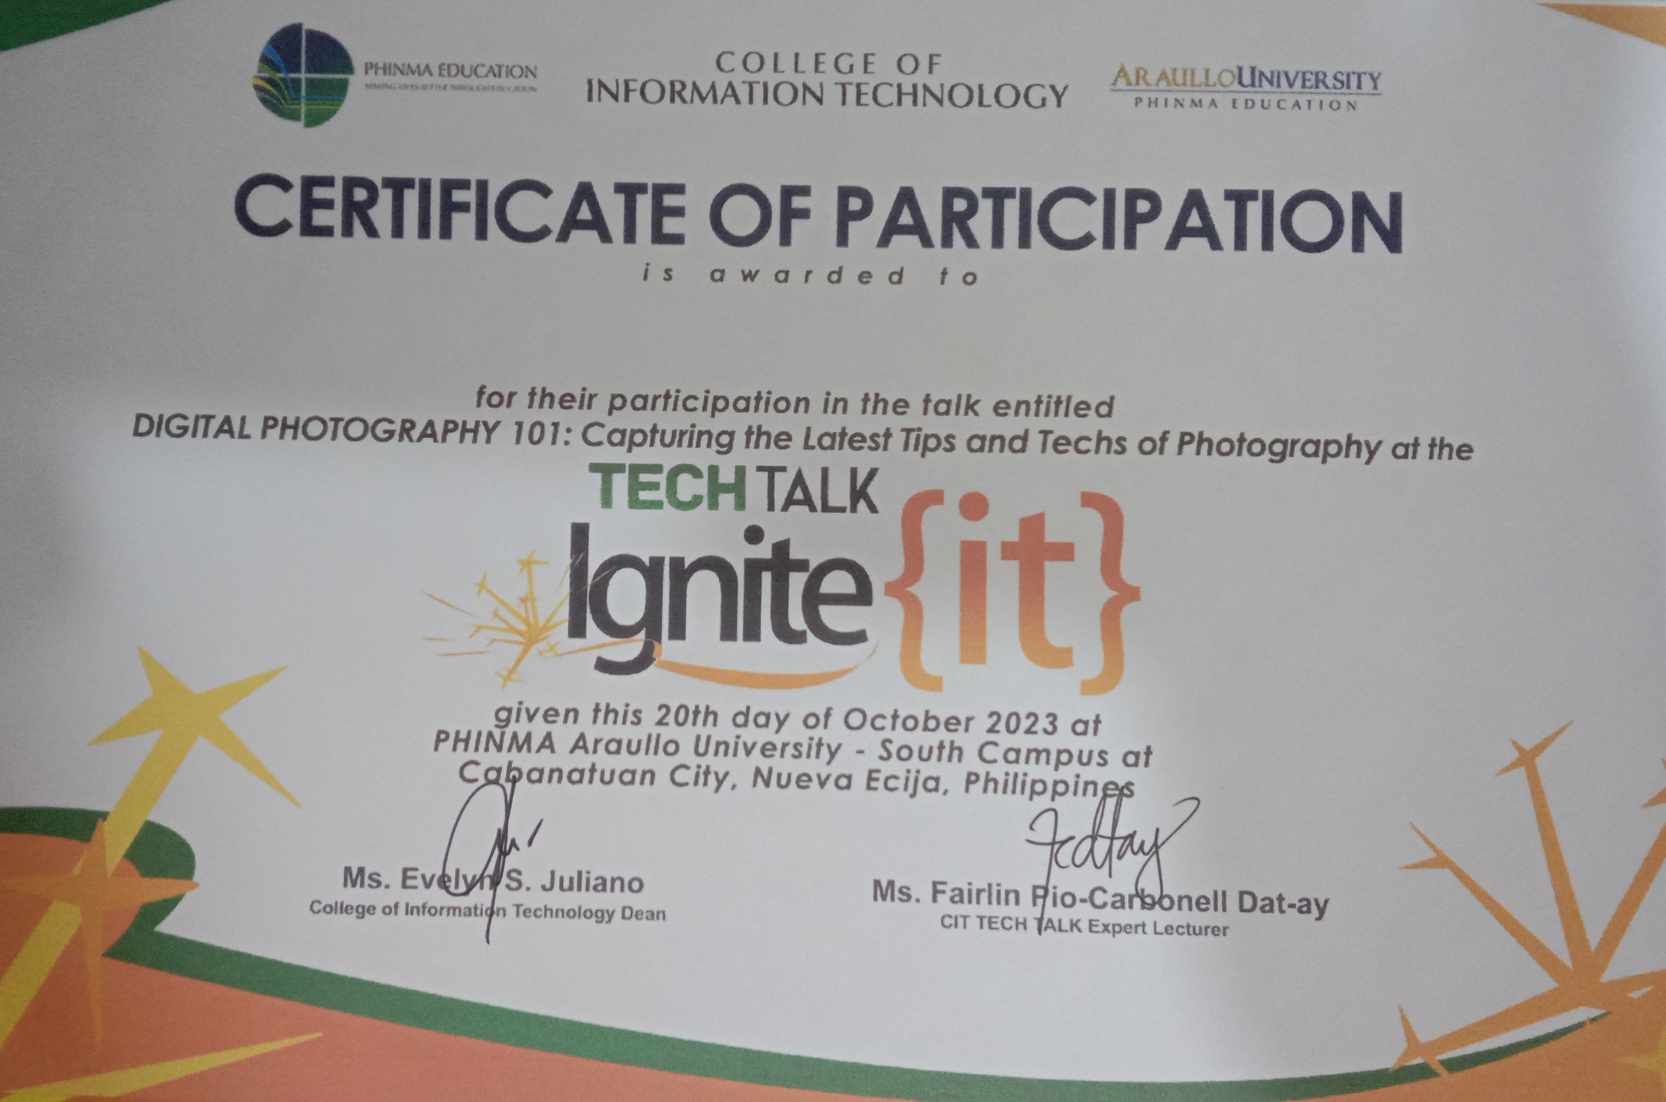 PHINMA EDUCATION
COLLEGE OF
INFORMATION TECHNOLOGY
ARAULLO UNIVERSITY
PHINMA EDUCATION
CERTIFICATE OF PARTICIPATION
is awarded to
for their participation in the talk entitled
DIGITAL PHOTOGRAPHY 101: Capturing the Latest Tips and Techs of Photography at the
TECH TALK
Ignite {it}
given this 20th day of October 2023 at
PHINMA Araullo University - South Campus at
Cabanatuan City, Nueva Ecija, Philippines
Ms. Evelyn S. Juliano
College of Information Technology Dean
Ms. Fairlin Pio-Carbonell Dat-ay
CIT TECH TALK Expert Lecturer